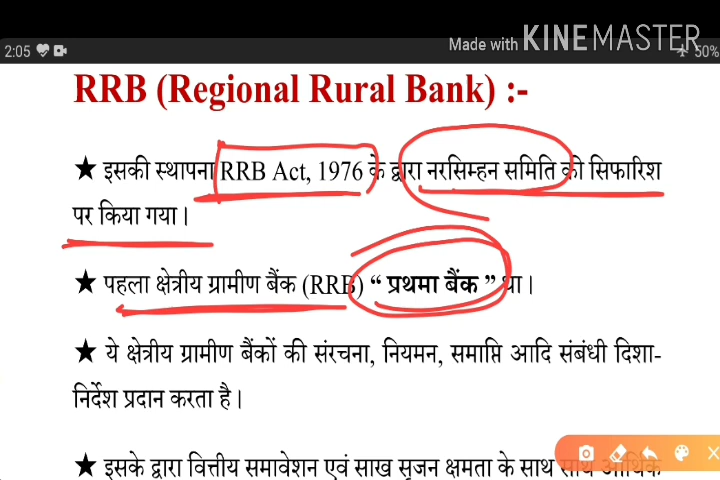 2:05
Made with KINEMASTER
50%
RRB (Regional Rural Bank) :-
★ इसकी स्थापना RRB Act, 1976 के द्वारा नरसिम्हन समिति की सिफारिश
पर किया गया।
★ पहला क्षेत्रीय ग्रामीण बैंक (RRB) “ प्रथमा बैंक ” था।
★ ये क्षेत्रीय ग्रामीण बैंकों की संरचना, नियमन, समाप्ति आदि संबंधी दिशा-
निर्देश प्रदान करता है।
★ इसके द्वारा वित्तीय समावेशन एवं साख सृजन क्षमता के साथ साथ आर्थिक